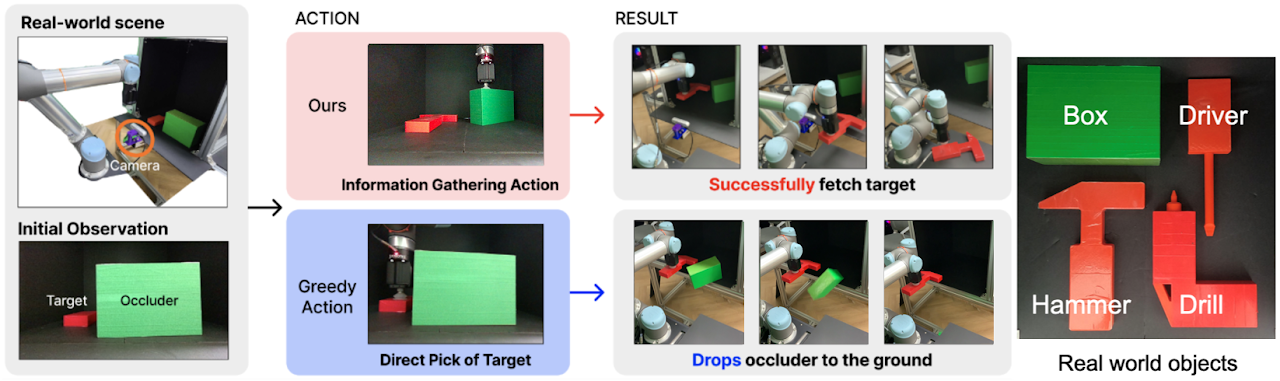 Real-world scene
Camera
Initial Observation
Target
Occluder
ACTION
Ours
Information Gathering Action
Greedy
Action
Direct Pick of Target
RESULT
Successfully fetch target
Drops occluder to the ground
Box
Driver
Hammer
Drill
Real world objects